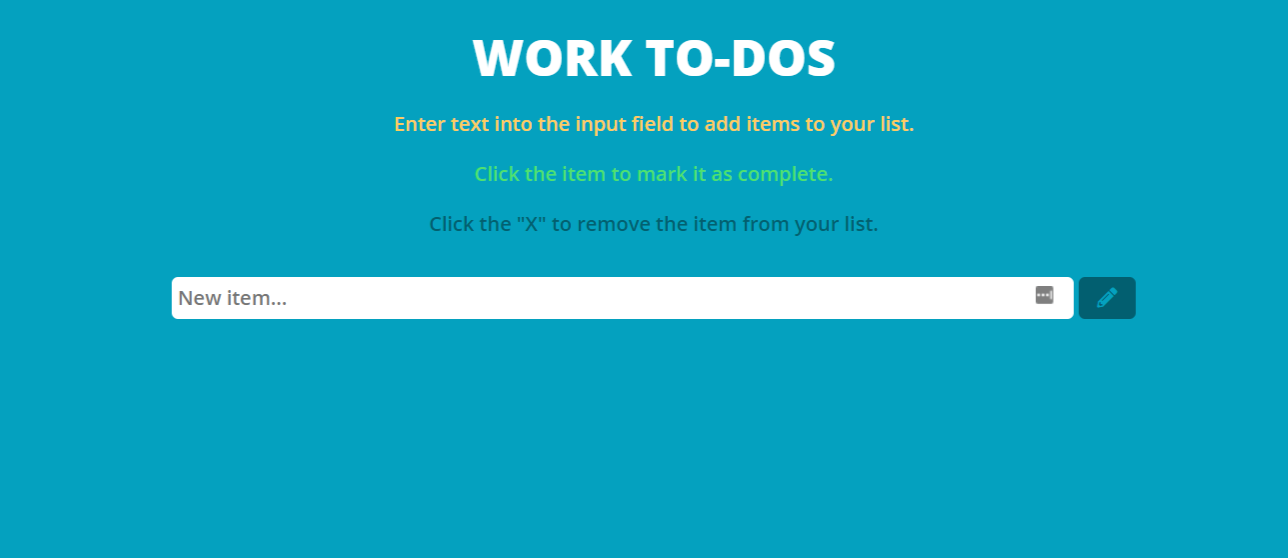 WORK TO-DOS
Enter text into the input field to add items to your list.
Click the item to mark it as complete.
Click the "X" to remove the item from your list.
New item...